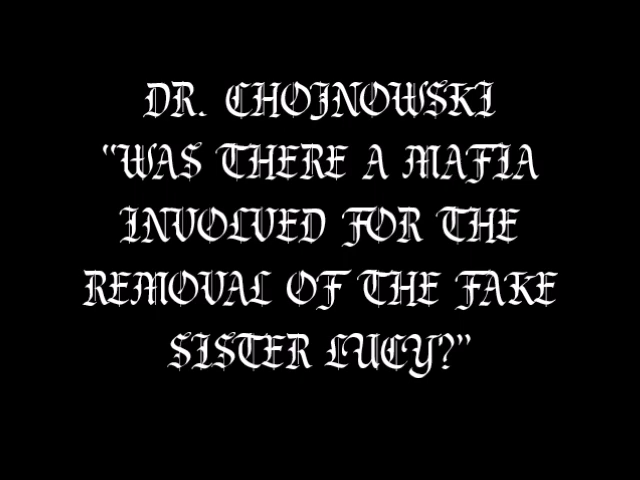 DR. CHOJNOWSKI
"WAS THERE A MAFIA
INVOLVED FOR THE
REMOVAL OF THE FAKE
SISTER LUCY?"